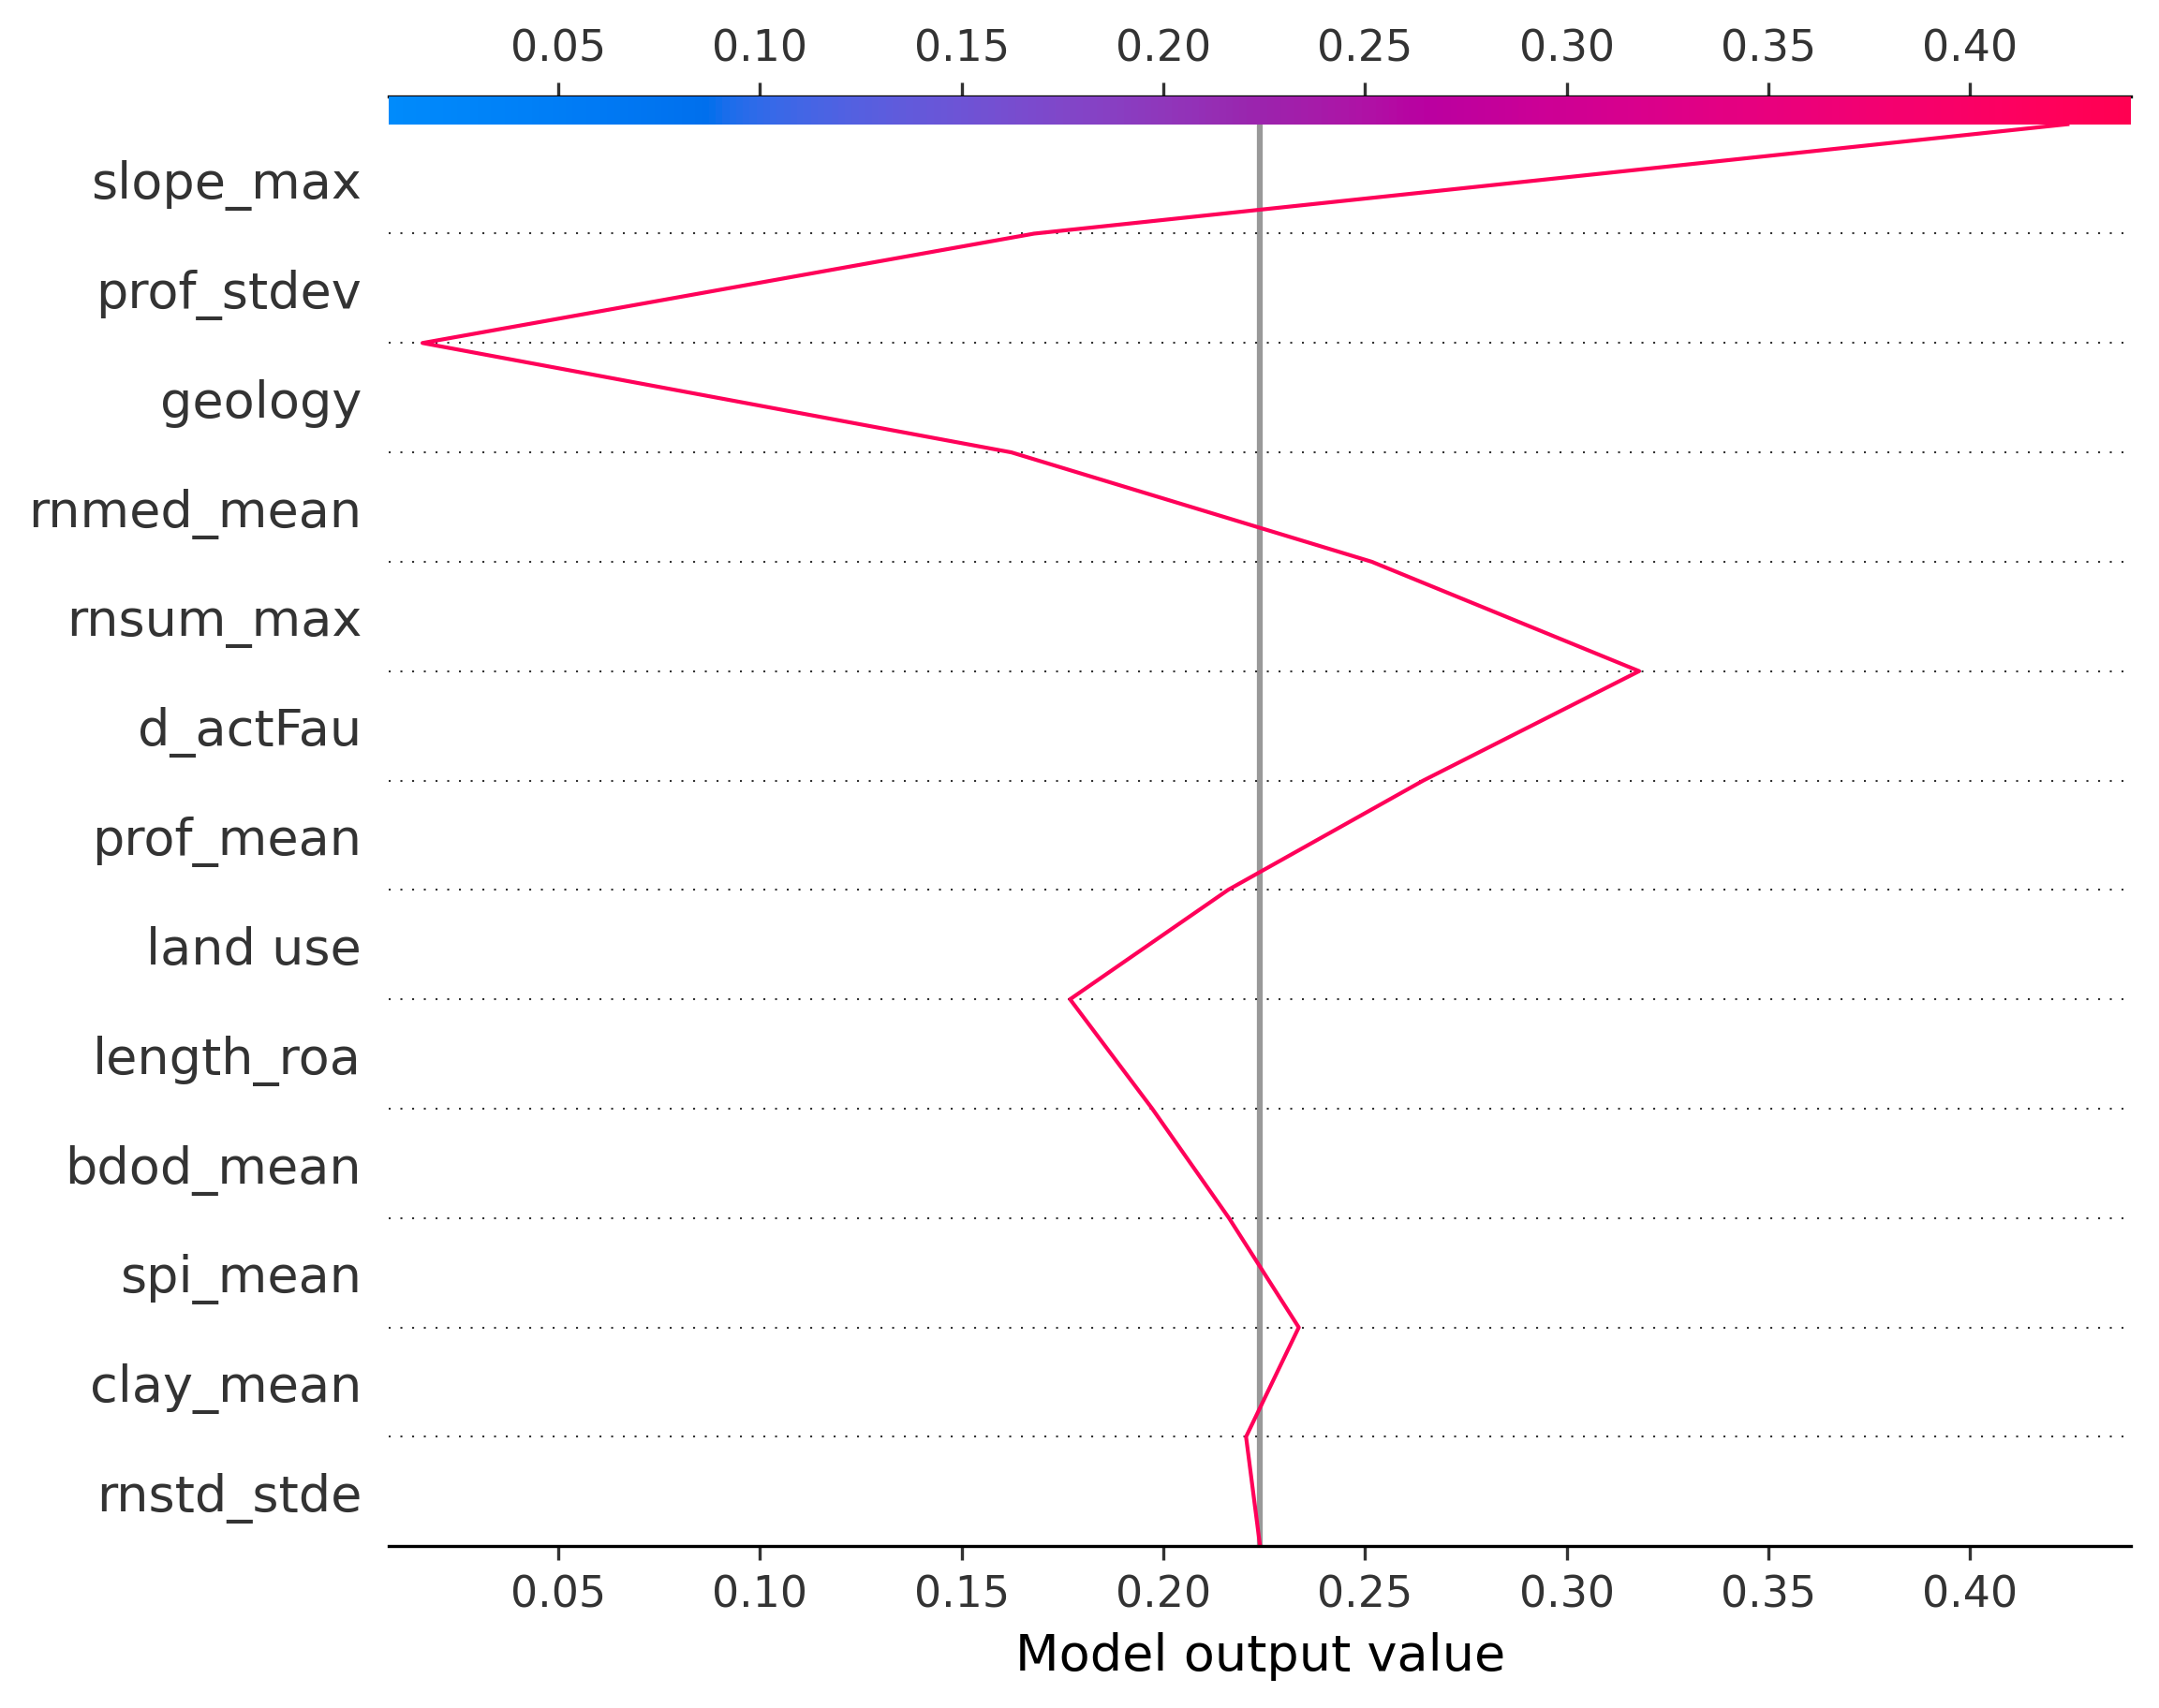 0.05 0.10 0.15 0.20 0.25 0.30 0.35 0.40
slope_max
prof_stdev
geology
rnmed_mean
rnsum_max
d_actFau
prof_mean
land use
length_roa
bdod_mean
spi_mean
clay_mean
rnstd_stde
0.05 0.10 0.15 0.20 0.25 0.30 0.35 0.40
Model output value